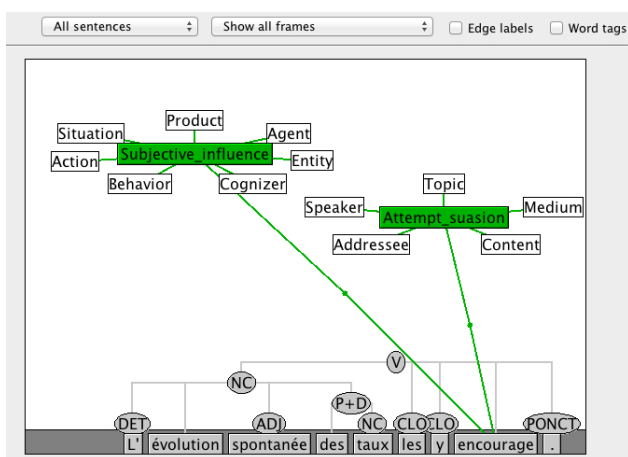 All sentences Show all frames Edge labels Word tags
Product
Situation Agent
Subjective_influence
Action Entity
Behavior Cognizer
Topic
Speaker Medium
Attempt_suasion
Addressee Content
V
NC
P+D
DET ADJ NC CLO CLO PONCT
L' évolution spontanée des taux les y encourage .